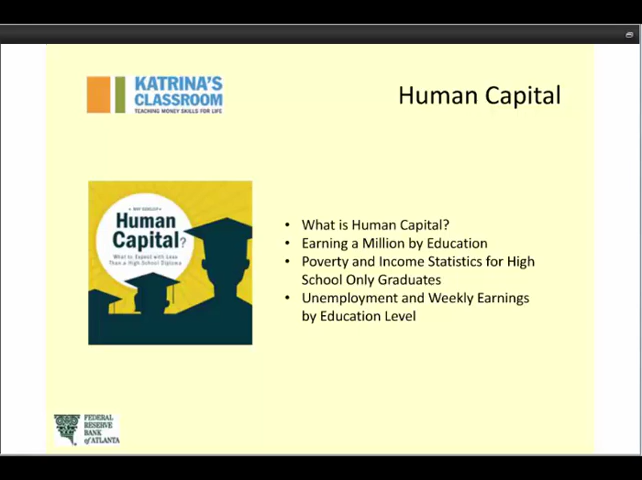 KATRINA'S
CLASSROOM
TEACHING MONEY SKILLS FOR LIFE
Human Capital
Human
Capital?
What to Expect with Less
Than a High School Diploma
• What is Human Capital?
• Earning a Million by Education
• Poverty and Income Statistics for High
School Only Graduates
• Unemployment and Weekly Earnings
by Education Level
FEDERAL
RESERVE
BANK
of ATLANTA